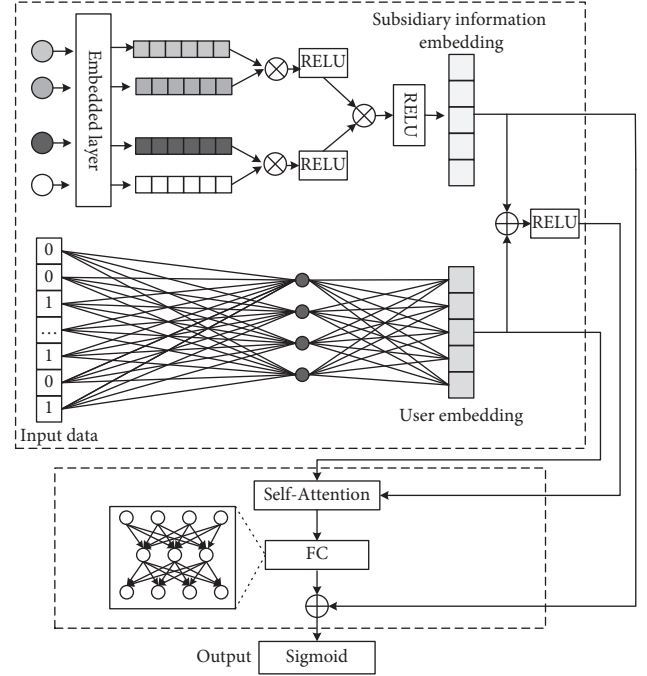 Subsidiary information
embedding
Embedded layer
RELU
RELU
RELU
RELU
0
0
1
...
1
0
1
Input data
User embedding
Self-Attention
FC
Output
Sigmoid